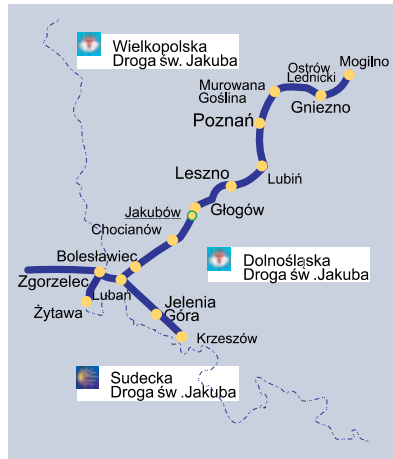 Wielkopolska
Droga św. Jakuba
Mogilno
Ostrów
Lednicki
Murowana
Goślina
Gniezno
Poznań
Leszno
Lubiń
Jakubów
Głogów
Chocianów
Bolesławiec
Dolnośląska
Droga św .Jakuba
Zgorzelec
Lubań
Żytawa
Jelenia
Góra
Krzeszów
Sudecka
Droga św .Jakuba